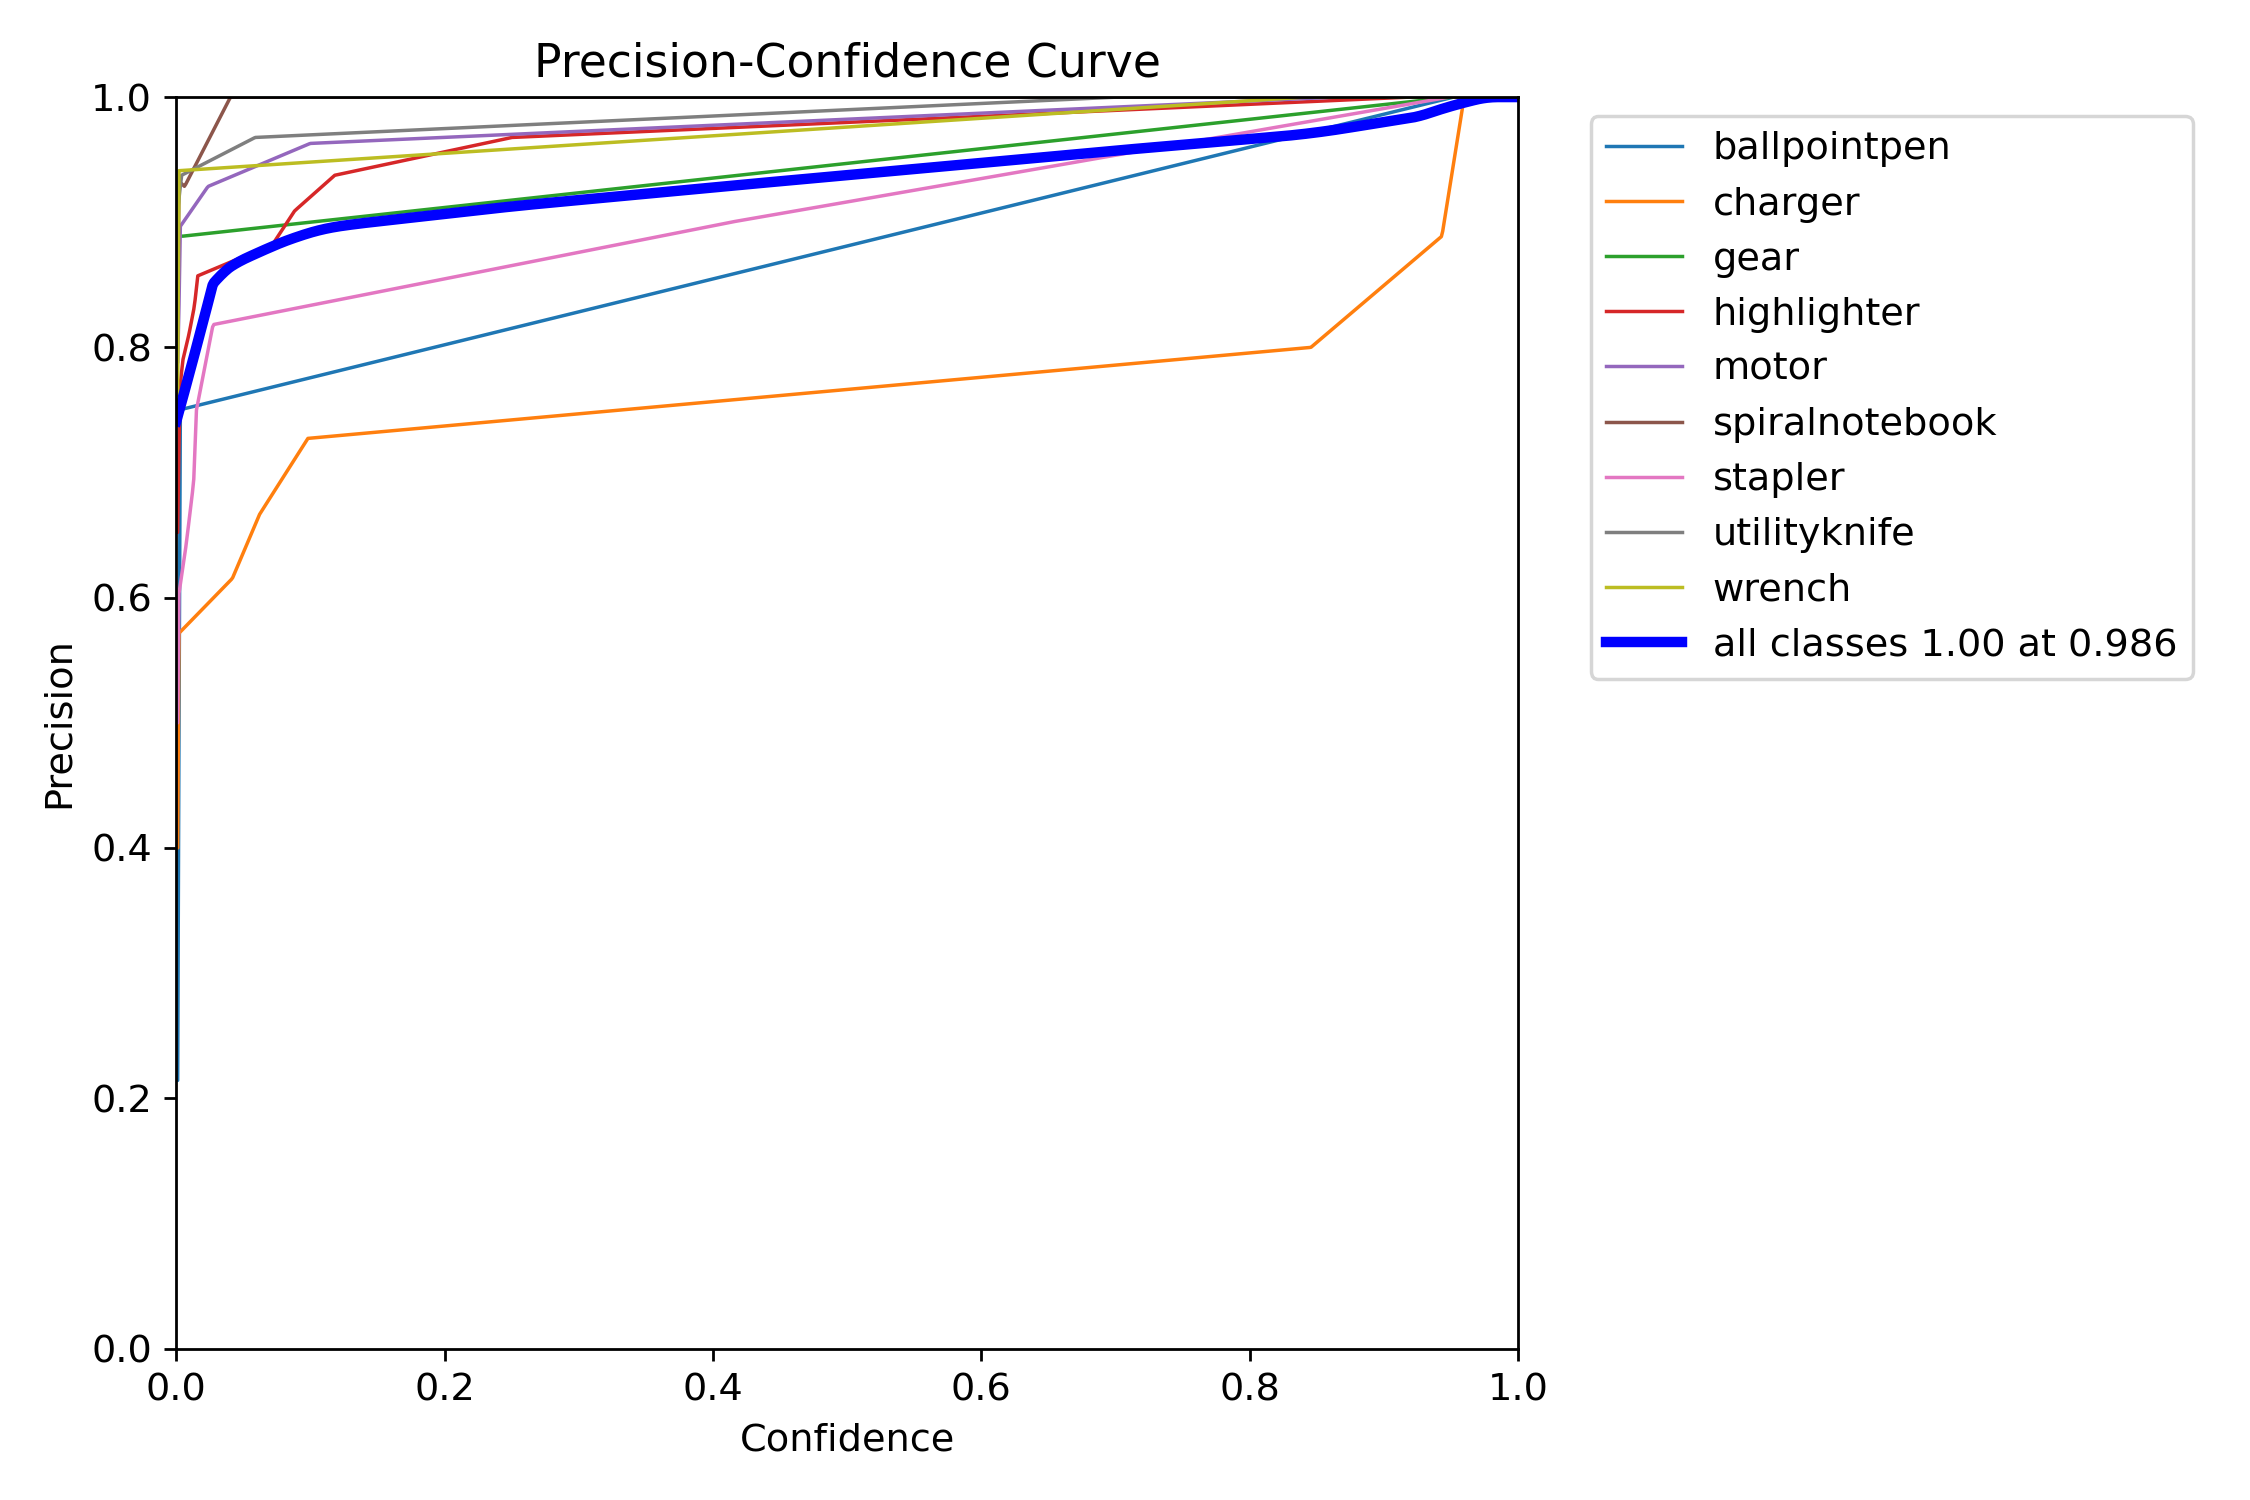 Precision-Confidence Curve
1.0
0.8
0.6
0.4
0.2
0.0
Precision
0.0 0.2 0.4 0.6 0.8 1.0
Confidence
ballpointpen
charger
gear
highlighter
motor
spiralnotebook
stapler
utilityknife
wrench
all classes 1.00 at 0.986